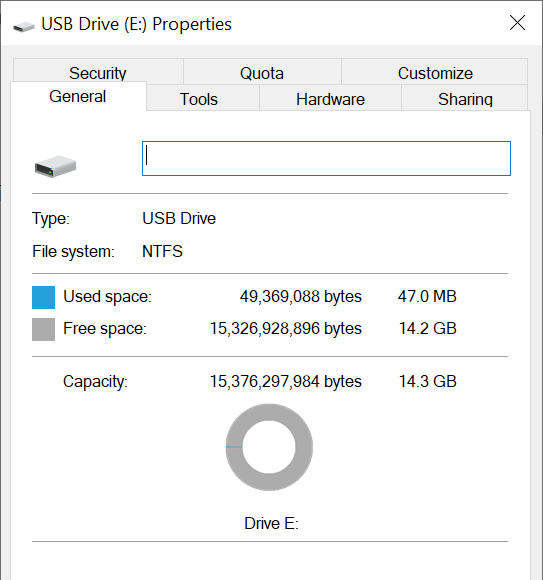 USB Drive (E:) Properties
Security Quota Customize
General Tools Hardware Sharing
Type: USB Drive
File system: NTFS
Used space: 49,369,088 bytes 47.0 MB
Free space: 15,326,928,896 bytes 14.2 GB
Capacity: 15,376,297,984 bytes 14.3 GB
Drive E: